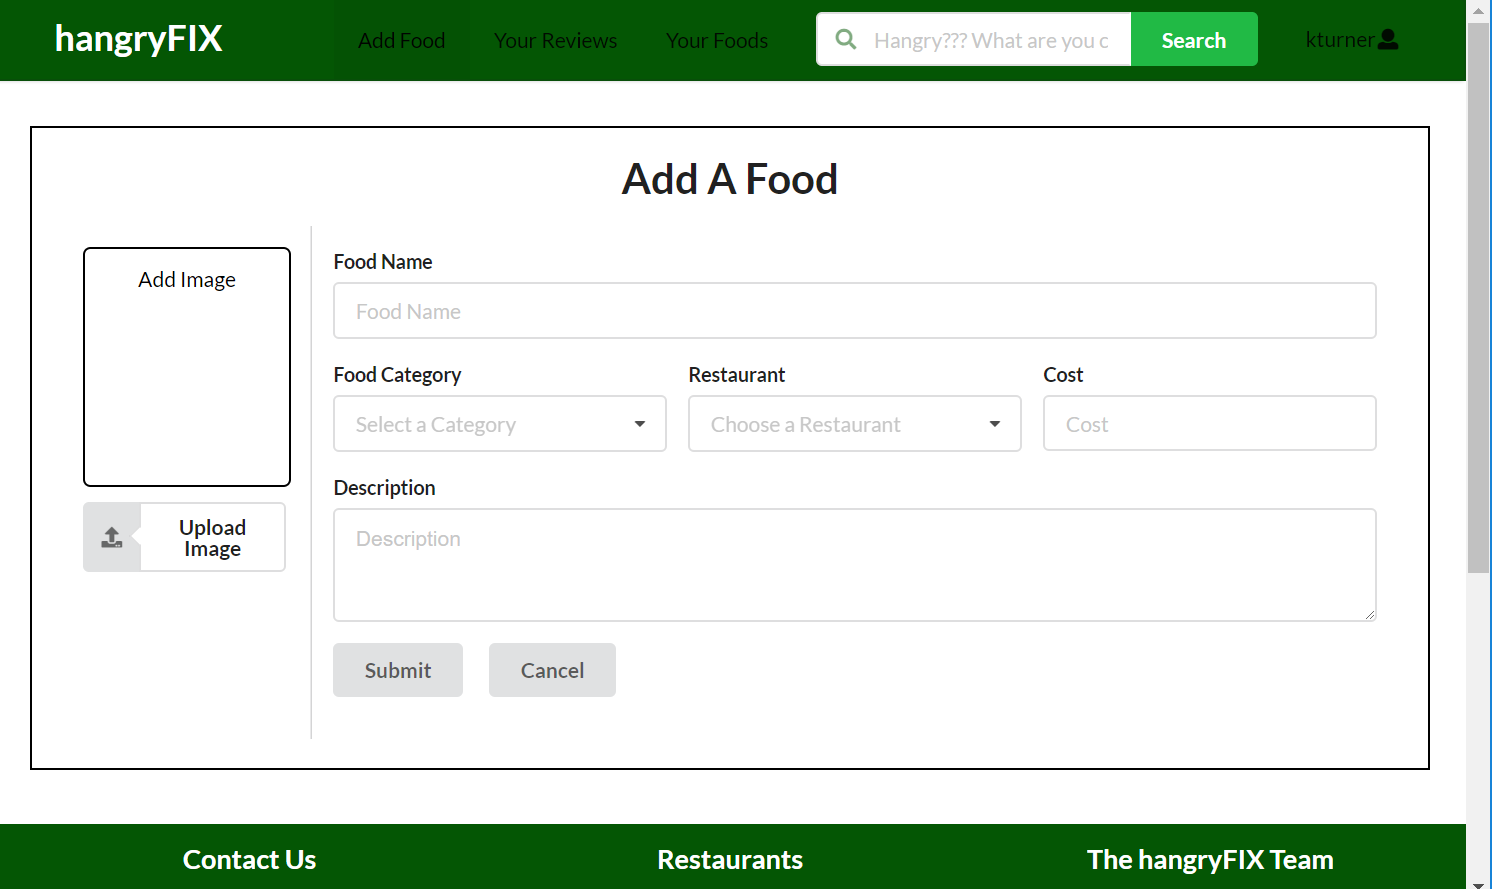 hangryFIX
Add Food
Your Reviews
Your Foods
Hangry??? What are you c
Search
kturner
Add A Food
Add Image
Upload
Image
Food Name
Food Name
Food Category
Restaurant
Cost
Select a Category
Choose a Restaurant
Cost
Description
Description
Submit
Cancel
Contact Us
Restaurants
The hangryFIX Team